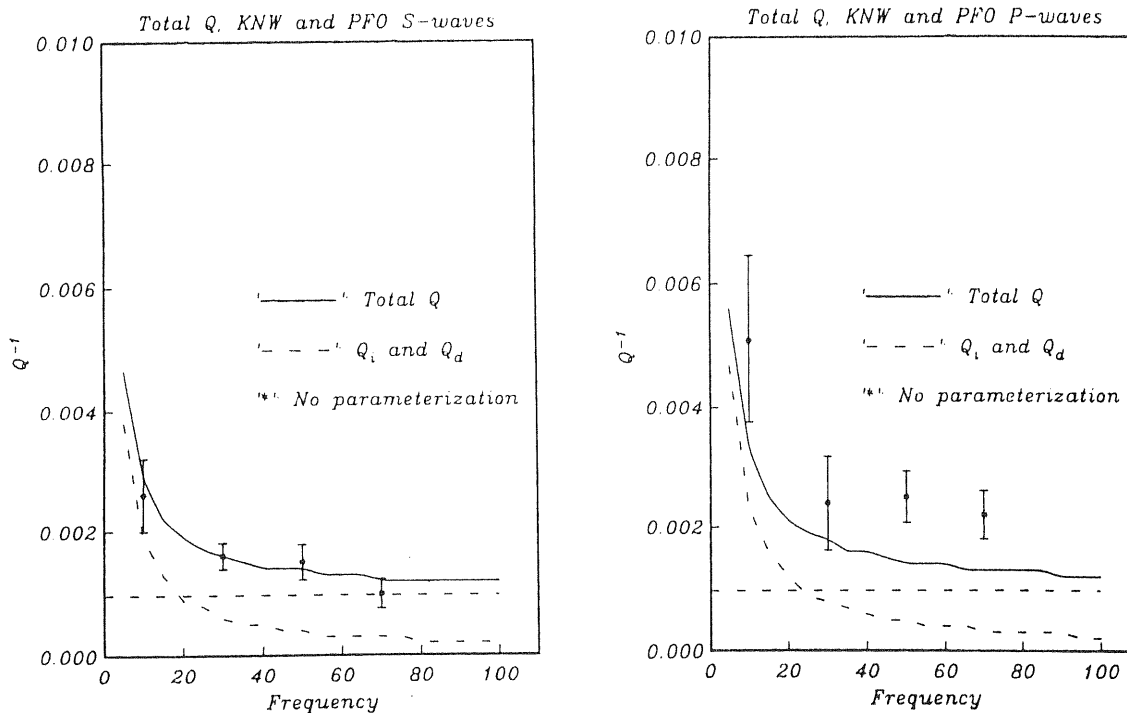 Total Q, KNW and PFO S-waves
0.010
0.008
0.006
0.004
0.002
0.000
Q⁻¹
'———' Total Q
'— — —' Qᵢ and Q_d
'*' No parameterization
0 20 40 60 80 100
Frequency
Total Q, KNW and PFO P-waves
0.010
0.008
0.006
0.004
0.002
0.000
Q⁻¹
'———' Total Q
'— — —' Qᵢ and Q_d
'*' No parameterization
0 20 40 60 80 100
Frequency